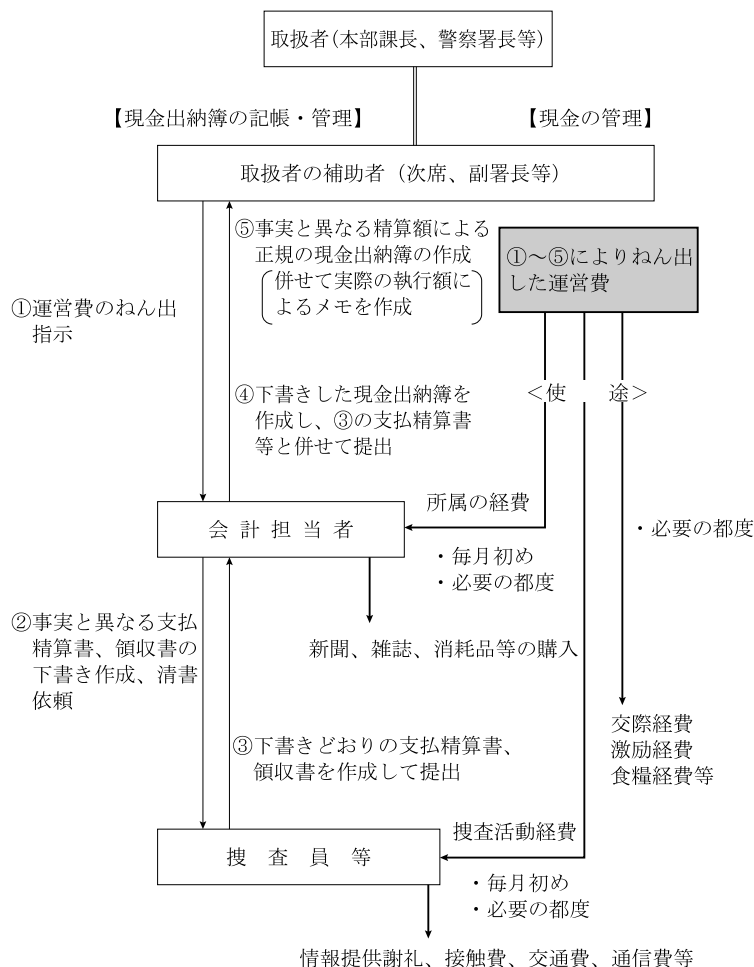 取扱者(本部課長、警察署長等)
【現金出納簿の記帳・管理】
【現金の管理】
取扱者の補助者（次席、副署長等）
①運営費のねん出
指示
⑤事実と異なる精算額による
正規の現金出納簿の作成
併せて実際の執行額に
よるメモを作成
①～⑤によりねん出
した運営費
④下書きした現金出納簿を
作成し、③の支払精算書
等と併せて提出
＜使　途＞
所属の経費
会計担当者
・毎月初め
・必要の都度
・必要の都度
新聞、雑誌、消耗品等の購入
②事実と異なる支払
精算書、領収書の
下書き作成、清書
依頼
③下書きどおりの支払精算書、
領収書を作成して提出
交際経費
激励経費
食糧経費等
捜査活動経費
捜査員等
・毎月初め
・必要の都度
情報提供謝礼、接触費、交通費、通信費等